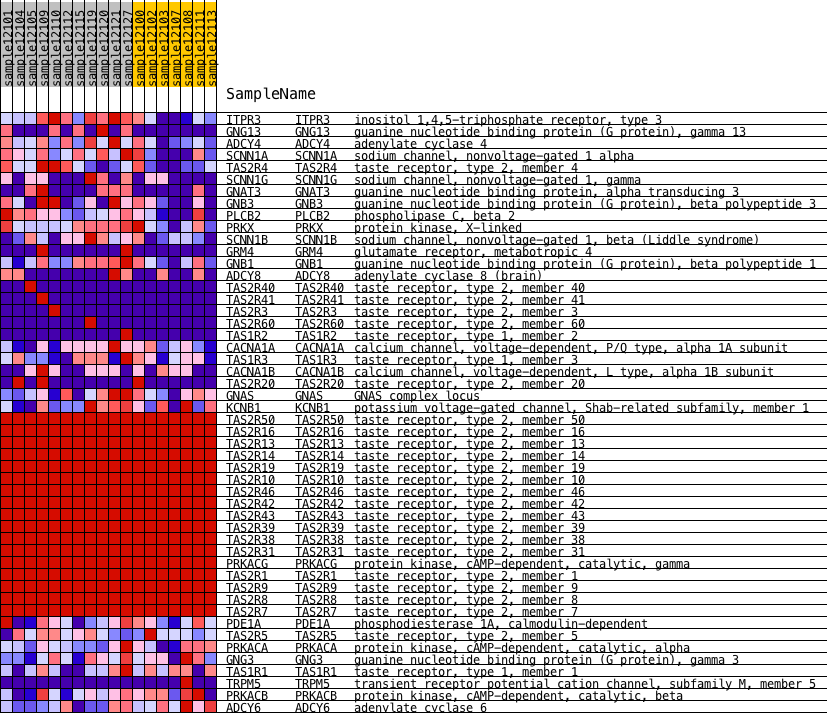 sample12101
sample12104
sample12105
sample12109
sample12110
sample12112
sample12115
sample12119
sample12120
sample12121
sample12127
sample12100
sample12102
sample12103
sample12107
sample12108
sample12111
sample12113
SampleName
ITPR3 ITPR3 inositol 1,4,5-triphosphate receptor, type 3
GNG13 GNG13 guanine nucleotide binding protein (G protein), gamma 13
ADCY4 ADCY4 adenylate cyclase 4
SCNN1A SCNN1A sodium channel, nonvoltage-gated 1 alpha
TAS2R4 TAS2R4 taste receptor, type 2, member 4
SCNN1G SCNN1G sodium channel, nonvoltage-gated 1, gamma
GNAT3 GNAT3 guanine nucleotide binding protein, alpha transducing 3
GNB3 GNB3 guanine nucleotide binding protein (G protein), beta polypeptide 3
PLCB2 PLCB2 phospholipase C, beta 2
PRKX PRKX protein kinase, X-linked
SCNN1B SCNN1B sodium channel, nonvoltage-gated 1, beta (Liddle syndrome)
GRM4 GRM4 glutamate receptor, metabotropic 4
GNB1 GNB1 guanine nucleotide binding protein (G protein), beta polypeptide 1
ADCY8 ADCY8 adenylate cyclase 8 (brain)
TAS2R40 TAS2R40 taste receptor, type 2, member 40
TAS2R41 TAS2R41 taste receptor, type 2, member 41
TAS2R3 TAS2R3 taste receptor, type 2, member 3
TAS2R60 TAS2R60 taste receptor, type 2, member 60
TAS1R2 TAS1R2 taste receptor, type 1, member 2
CACNA1A CACNA1A calcium channel, voltage-dependent, P/Q type, alpha 1A subunit
TAS1R3 TAS1R3 taste receptor, type 1, member 3
CACNA1B CACNA1B calcium channel, voltage-dependent, L type, alpha 1B subunit
TAS2R20 TAS2R20 taste receptor, type 2, member 20
GNAS GNAS GNAS complex locus
KCNB1 KCNB1 potassium voltage-gated channel, Shab-related subfamily, member 1
TAS2R50 TAS2R50 taste receptor, type 2, member 50
TAS2R16 TAS2R16 taste receptor, type 2, member 16
TAS2R13 TAS2R13 taste receptor, type 2, member 13
TAS2R14 TAS2R14 taste receptor, type 2, member 14
TAS2R19 TAS2R19 taste receptor, type 2, member 19
TAS2R10 TAS2R10 taste receptor, type 2, member 10
TAS2R46 TAS2R46 taste receptor, type 2, member 46
TAS2R42 TAS2R42 taste receptor, type 2, member 42
TAS2R43 TAS2R43 taste receptor, type 2, member 43
TAS2R39 TAS2R39 taste receptor, type 2, member 39
TAS2R38 TAS2R38 taste receptor, type 2, member 38
TAS2R31 TAS2R31 taste receptor, type 2, member 31
PRKACG PRKACG protein kinase, cAMP-dependent, catalytic, gamma
TAS2R1 TAS2R1 taste receptor, type 2, member 1
TAS2R9 TAS2R9 taste receptor, type 2, member 9
TAS2R8 TAS2R8 taste receptor, type 2, member 8
TAS2R7 TAS2R7 taste receptor, type 2, member 7
PDE1A PDE1A phosphodiesterase 1A, calmodulin-dependent
TAS2R5 TAS2R5 taste receptor, type 2, member 5
PRKACA PRKACA protein kinase, cAMP-dependent, catalytic, alpha
GNG3 GNG3 guanine nucleotide binding protein (G protein), gamma 3
TAS1R1 TAS1R1 taste receptor, type 1, member 1
TRPM5 TRPM5 transient receptor potential cation channel, subfamily M, member 5
PRKACB PRKACB protein kinase, cAMP-dependent, catalytic, beta
ADCY6 ADCY6 adenylate cyclase 6